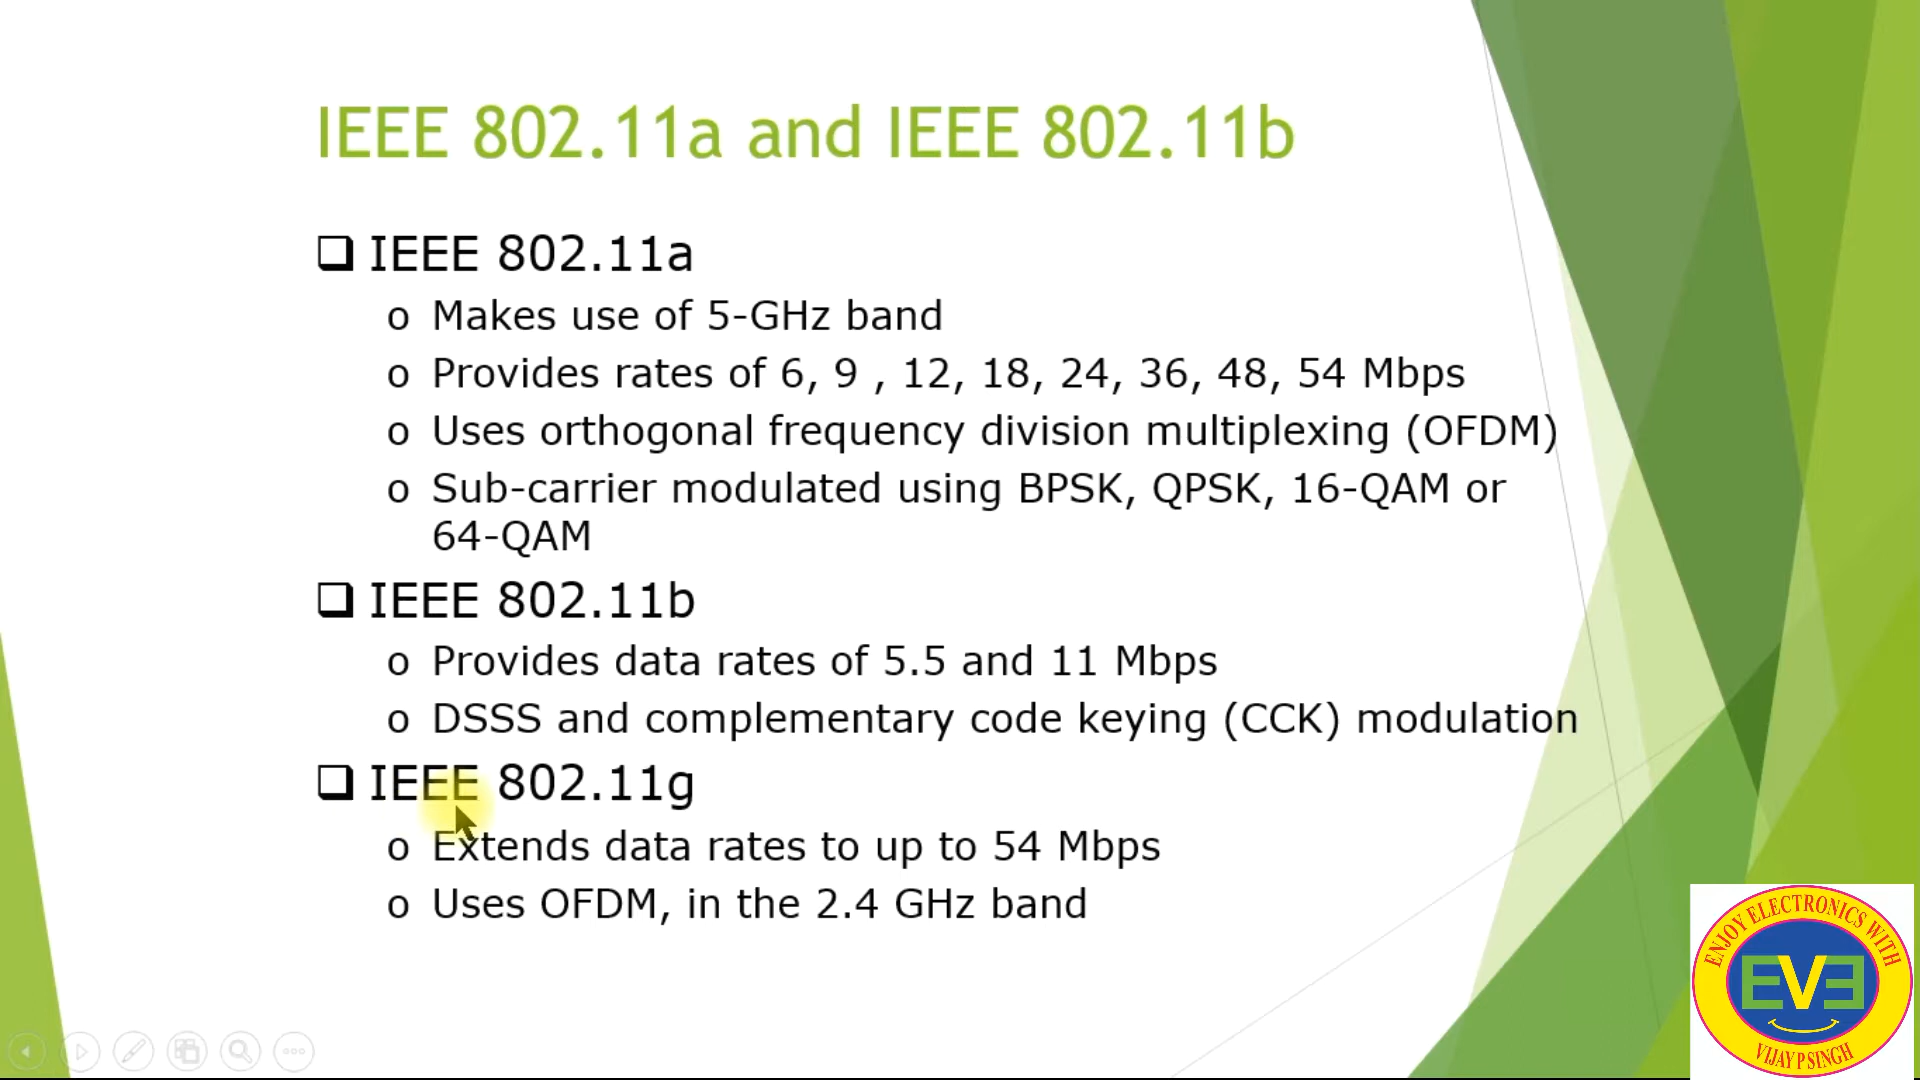 IEEE 802.11a and IEEE 802.11b
❑ IEEE 802.11a
o Makes use of 5-GHz band
o Provides rates of 6, 9 , 12, 18, 24, 36, 48, 54 Mbps
o Uses orthogonal frequency division multiplexing (OFDM)
o Sub-carrier modulated using BPSK, QPSK, 16-QAM or
64-QAM
❑ IEEE 802.11b
o Provides data rates of 5.5 and 11 Mbps
o DSSS and complementary code keying (CCK) modulation
❑ IEEE 802.11g
o Extends data rates to up to 54 Mbps
o Uses OFDM, in the 2.4 GHz band
ENJOY ELECTRONICS WITH
EVE
VIJAY P SINGH